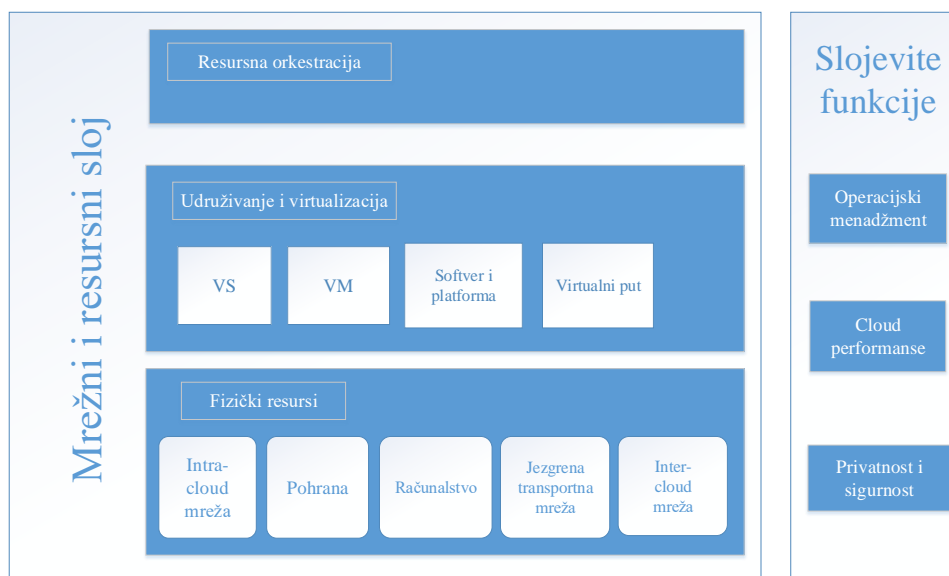 Mrežni i resursni sloj
Resursna orkestracija
Udruživanje i virtualizacija
VS
VM
Softver i
platforma
Virtualni put
Fizički resursi
Intra-
cloud
mreža
Pohrana
Računalstvo
Jezgrena
transportna
mreža
Inter-
cloud
mreža
Slojevite
funkcije
Operacijski
menadžment
Cloud
performanse
Privatnost i
sigurnost